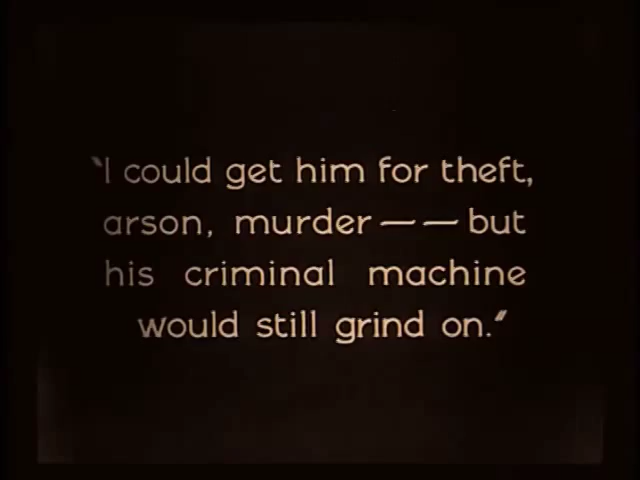 "I could get him for theft,
arson, murder — — but
his criminal machine
would still grind on."